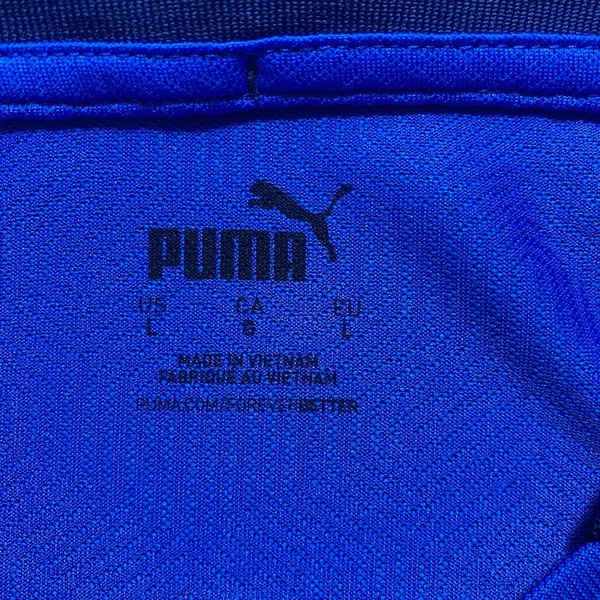 PUMA
US CA EU
L G L
MADE IN VIETNAM
FABRIQUÉ AU VIETNAM
PUMA.COM/FOREVERBETTER